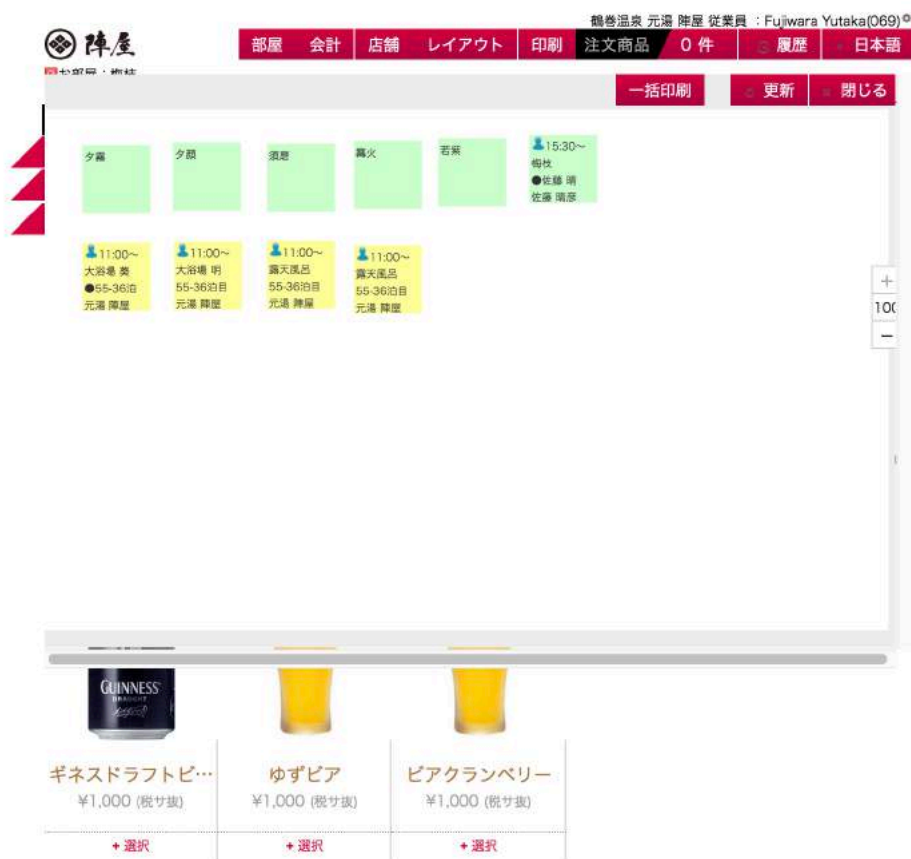 鶴巻温泉 元湯 陣屋 従業員 : Fujiwara Yutaka(069)
陣屋
部屋 会計 店舗 レイアウト 印刷 注文商品 0 件 履歴 日本語
お部屋:梅枝
一括印刷 更新 閉じる
夕霧 夕顔 須磨 篝火 若紫 15:30~
梅枝
●佐藤 晴
佐藤 晴彦
11:00~ 11:00~ 11:00~ 11:00~
大浴場 葵 大浴場 明 露天風呂 露天風呂
●55-36泊 55-36泊目 55-36泊目 55-36泊目
元湯 陣屋 元湯 陣屋 元湯 陣屋 元湯 陣屋
+
100
−
GUINNESS
DRAUGHT
ギネスドラフトビ… ゆずビア ビアクランベリー
¥1,000 (税サ抜) ¥1,000 (税サ抜) ¥1,000 (税サ抜)
+ 選択 + 選択 + 選択